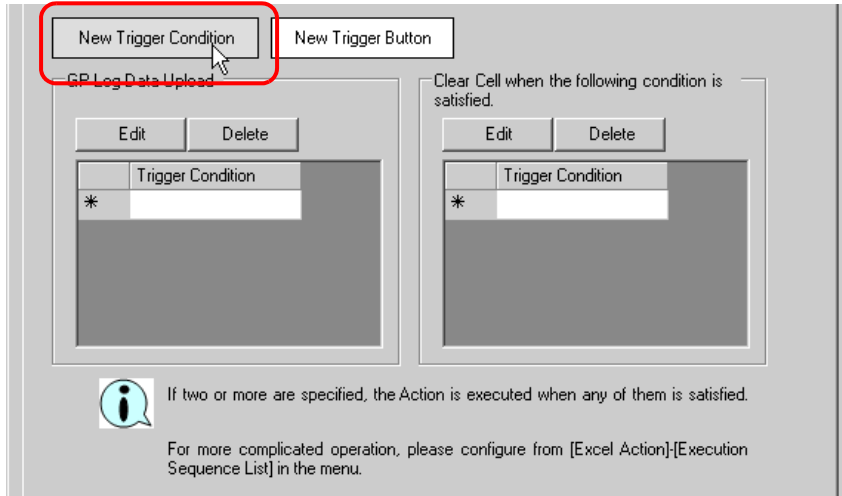 New Trigger Condition
New Trigger Button
GP Log Data Upload
Clear Cell when the following condition is
satisfied.
Edit
Delete
Edit
Delete
Trigger Condition
Trigger Condition
*
*
If two or more are specified, the Action is executed when any of them is satisfied.
For more complicated operation, please configure from [Excel Action]-[Execution
Sequence List] in the menu.